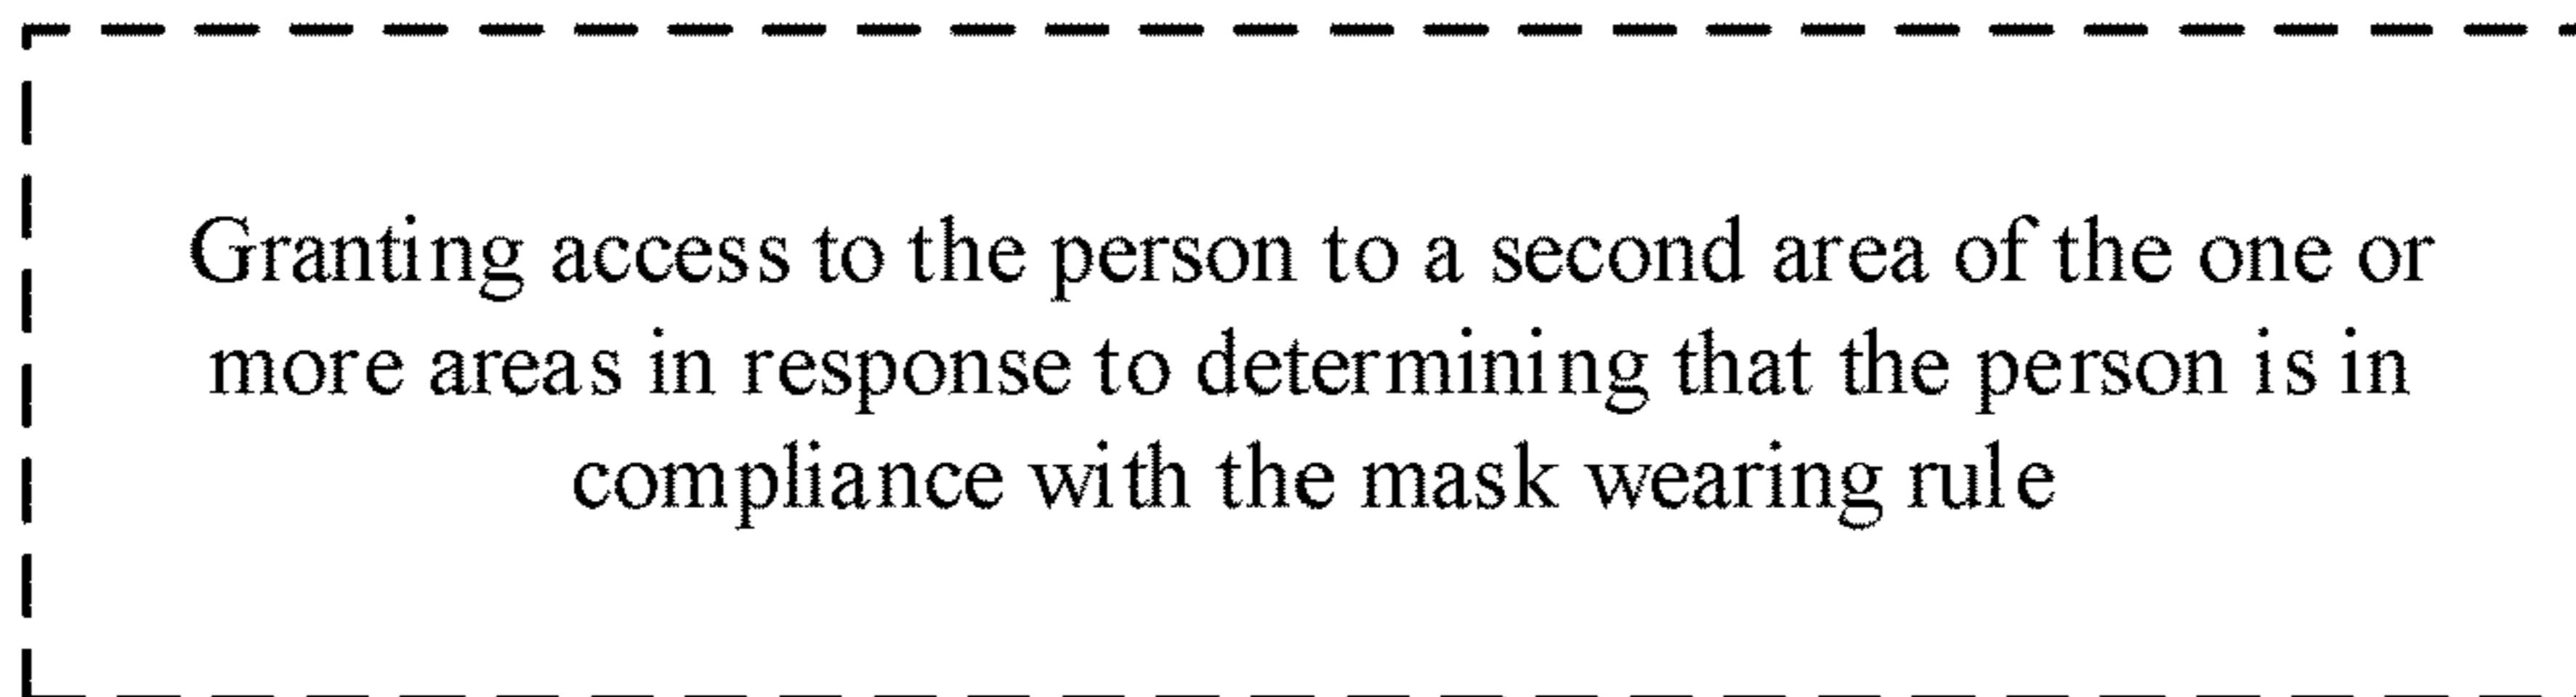 Granting access to the person to a second area of the one or
more areas in response to determining that the person is in
compliance with the mask wearing rule